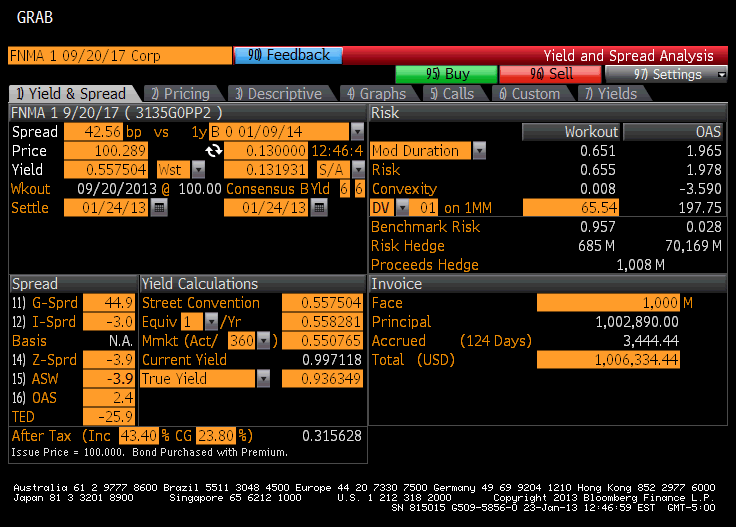 GRAB
FNMA 1 09/20/17 Corp 90) Feedback Yield and Spread Analysis
95) Buy 96) Sell 97) Settings
1) Yield & Spread 2) Pricing 3) Descriptive 4) Graphs 5) Calls 6) Custom 7) Yields
FNMA 1 9/20/17 ( 3135G0PP2 ) Risk
Spread 42.56 bp vs 1y B 0 01/09/14 Workout OAS
Price 100.289 0.130000 12:46:4 Mod Duration 0.651 1.965
Yield 0.557504 Wst 0.131931 S/A Risk 0.655 1.978
Wkout 09/20/2013 @ 100.00 Consensus B Yld 6 6 Convexity 0.008 -3.590
Settle 01/24/13 01/24/13 DV 01 on 1MM 65.54 197.75
Benchmark Risk 0.957 0.028
Risk Hedge 685 M 70,169 M
Proceeds Hedge 1,008 M
Spread Yield Calculations Invoice
11) G-Sprd 44.9 Street Convention 0.557504 Face 1,000 M
12) I-Sprd -3.0 Equiv 1 /Yr 0.558281 Principal 1,002,890.00
Basis N.A. Mmkt (Act/ 360 ) 0.550765 Accrued (124 Days) 3,444.44
14) Z-Sprd -3.9 Current Yield 0.997118 Total (USD) 1,006,334.44
15) ASW -3.9 True Yield 0.936349
16) OAS 2.4
TED -25.9
After Tax (Inc 43.40 % CG 23.80 %) 0.315628
Issue Price = 100.000. Bond Purchased with Premium.
Australia 61 2 9777 8600 Brazil 5511 3048 4500 Europe 44 20 7330 7500 Germany 49 69 9204 1210 Hong Kong 852 2977 6000
Japan 81 3 3201 8900 Singapore 65 6212 1000 U.S. 1 212 318 2000 Copyright 2013 Bloomberg Finance L.P.
SN 815015 G509-5856-0 23-Jan-13 12:46:59 EST GMT-5:00